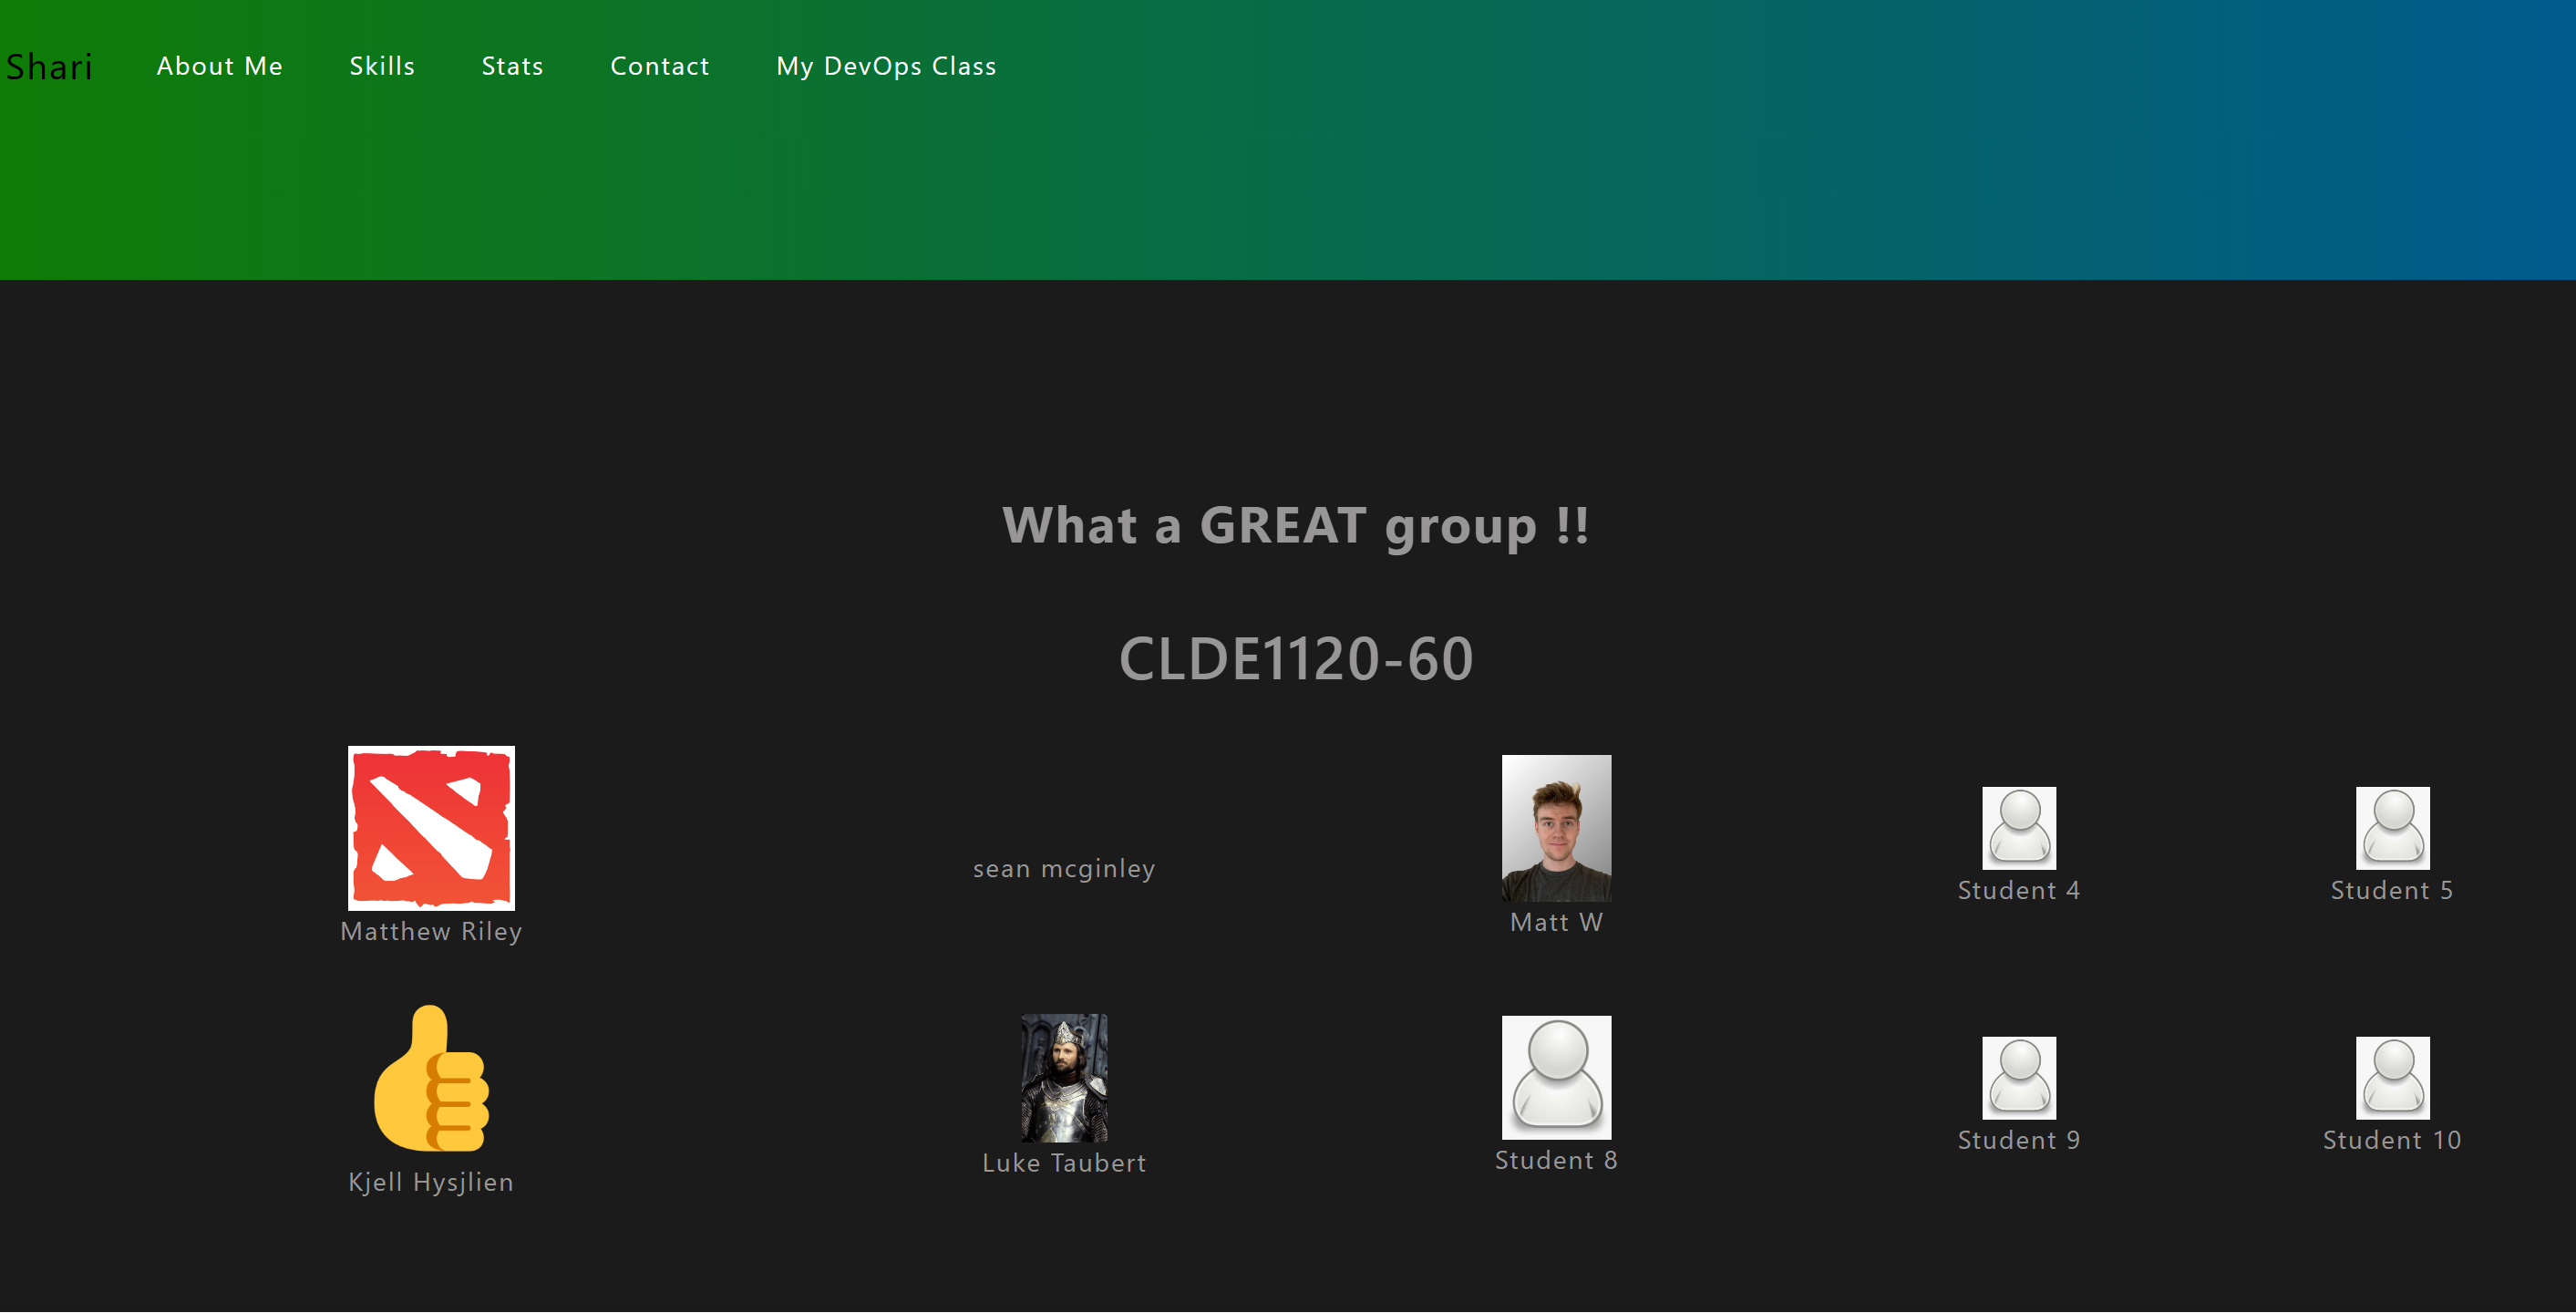 Shari About Me Skills Stats Contact My DevOps Class
What a GREAT group !!
CLDE1120-60
Matthew Riley sean mcginley Matt W Student 4 Student 5
Kjell Hysjlien Luke Taubert Student 8 Student 9 Student 10